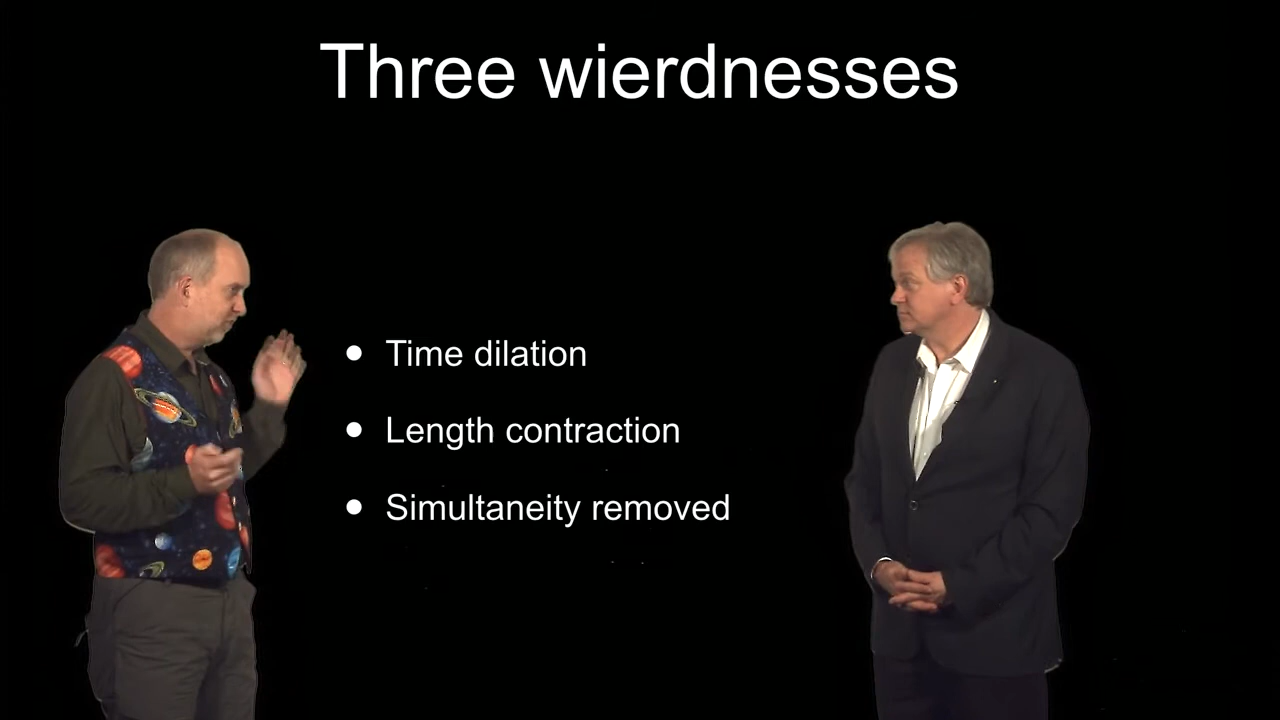 Three wierdnesses
Time dilation
Length contraction
Simultaneity removed